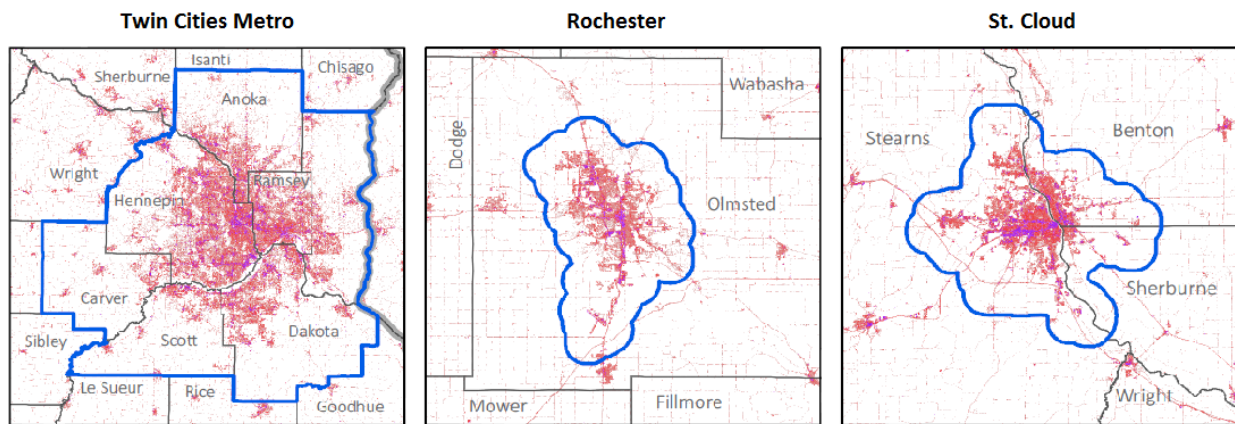 Twin Cities Metro
Rochester
St. Cloud
Isanti
Sherburne
Chisago
Anoka
Wright
Hennepin
Ramsey
Carver
Sibley
Scott
Dakota
Le Sueur
Rice
Goodhue
Wabasha
Dodge
Olmsted
Mower
Fillmore
Stearns
Benton
Sherburne
Wright